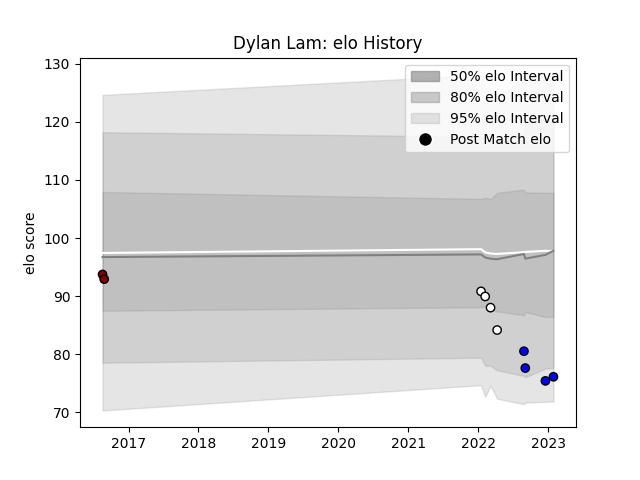 Dylan Lam: elo History
130
120
110
100
90
80
70
elo score
50% elo Interval
80% elo Interval
95% elo Interval
Post Match elo
2017
2018
2019
2020
2021
2022
2023